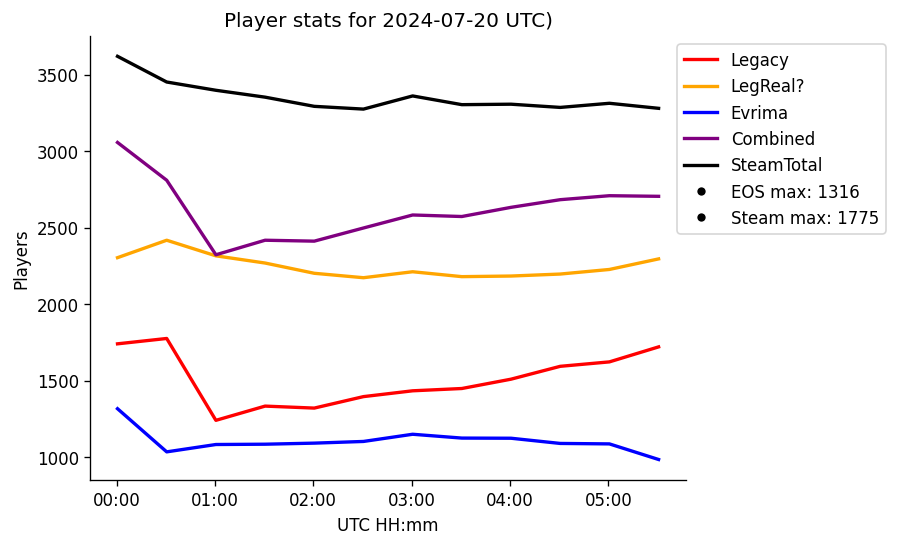 Player stats for 2024-07-20 UTC)
3500
3000
2500
2000
1500
1000
Players
00:00 01:00 02:00 03:00 04:00 05:00
UTC HH:mm
Legacy
LegReal?
Evrima
Combined
SteamTotal
EOS max: 1316
Steam max: 1775